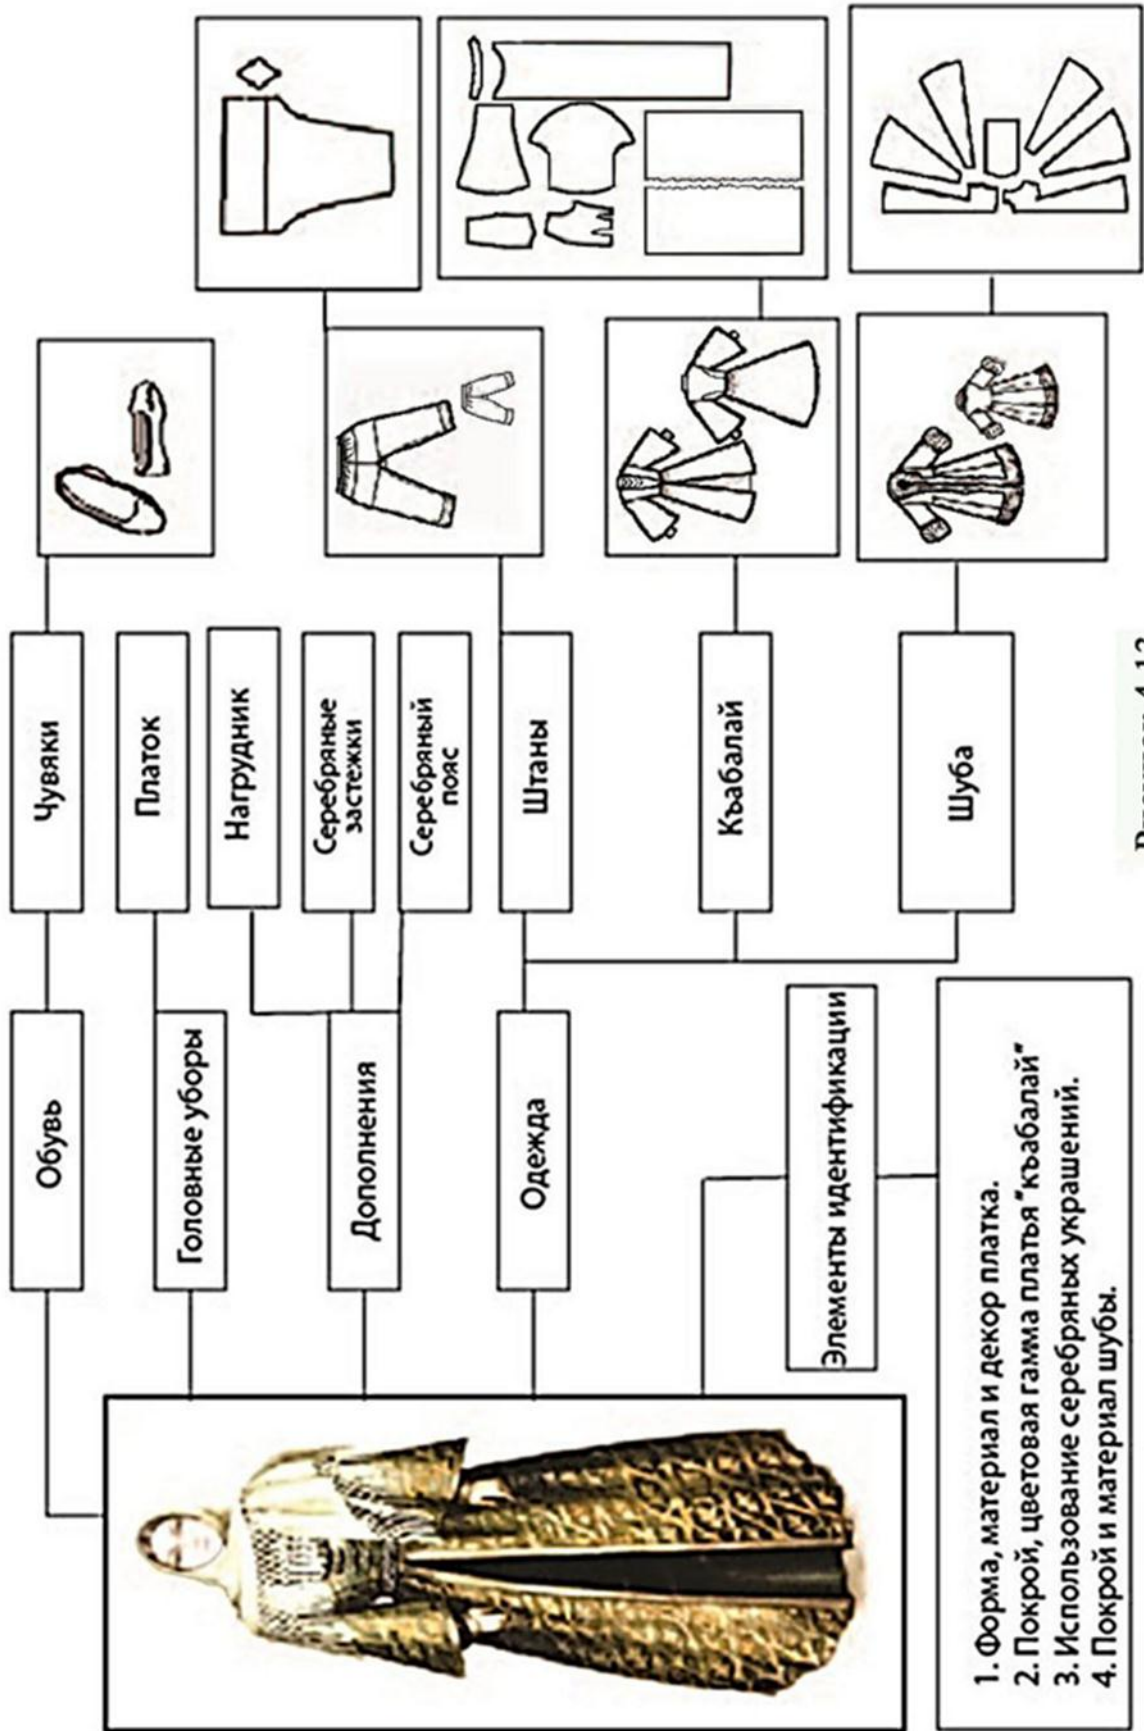 Обувь
Чувяки
Головные уборы
Платок
Дополнения
Нагрудник
Серебряные
застежки
Серебряный
пояс
Одежда
Штаны
Къабалай
Шуба
Элементы идентификации
1. Форма, материал и декор платка.
2. Покрой, цветовая гамма платья "къабалай"
3. Использование серебряных украшений.
4. Покрой и материал шубы.